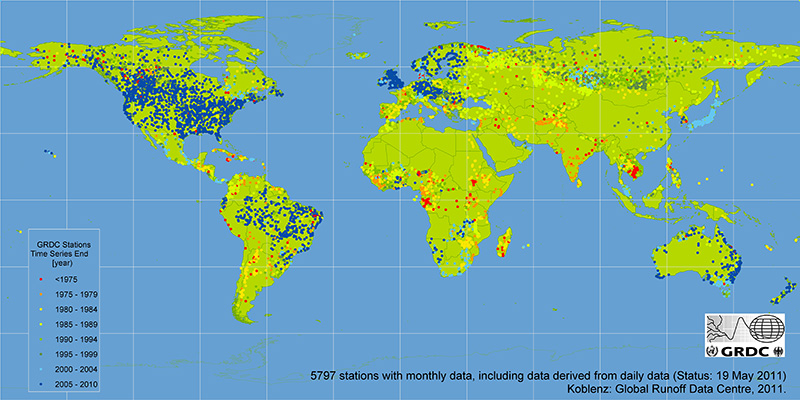 GRDC Stations
Time Series End
[year]
<1975
1975 - 1979
1980 - 1984
1985 - 1989
1990 - 1994
1995 - 1999
2000 - 2004
2005 - 2010
GRDC
5797 stations with monthly data, including data derived from daily data (Status: 19 May 2011)
Koblenz: Global Runoff Data Centre, 2011.